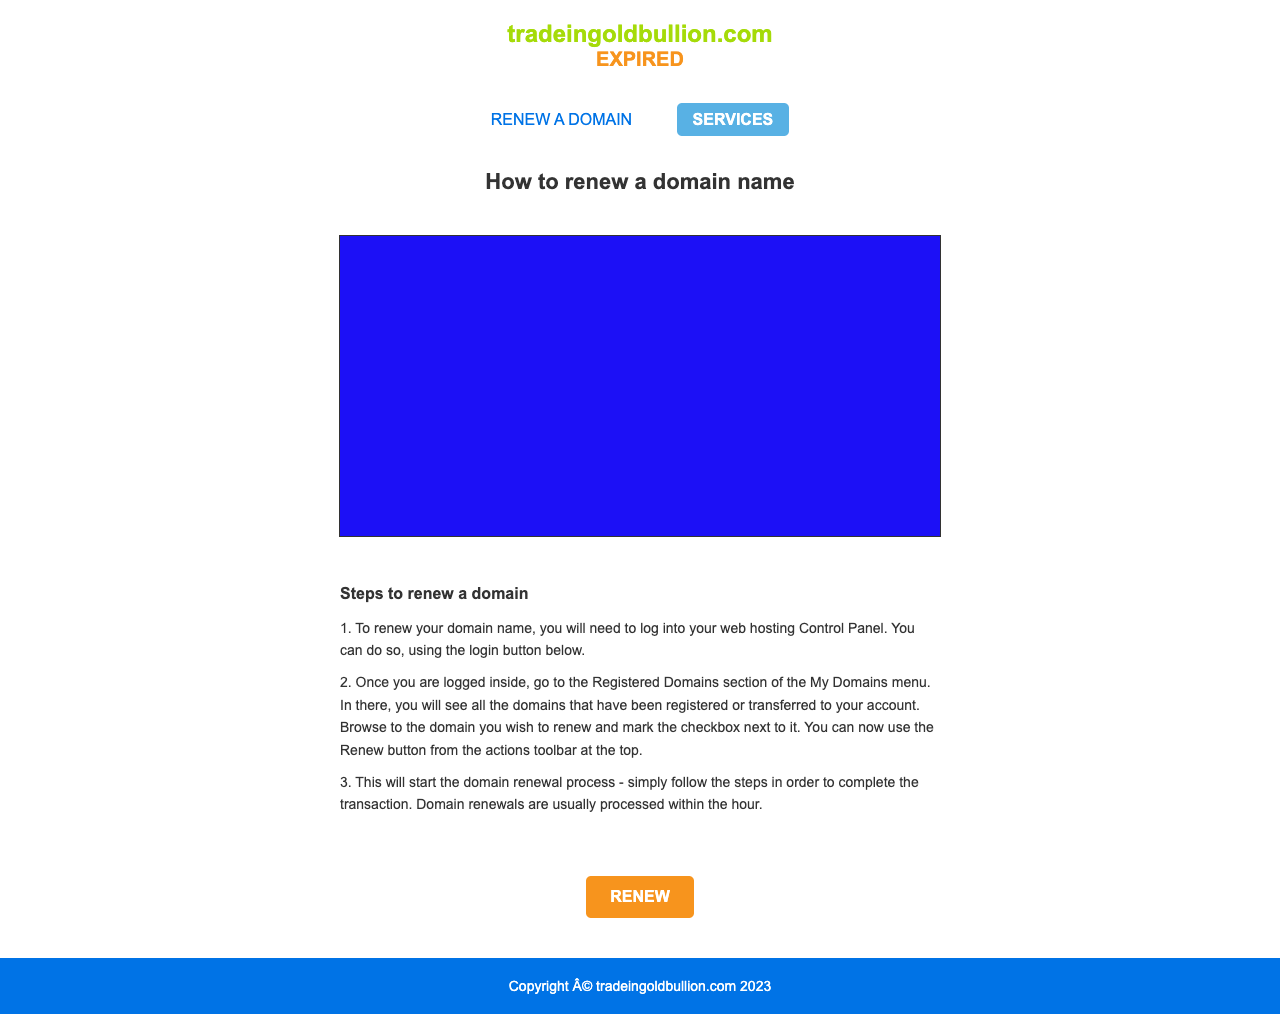 tradeingoldbullion.com
EXPIRED
RENEW A DOMAIN
SERVICES
How to renew a domain name
Steps to renew a domain
1. To renew your domain name, you will need to log into your web hosting Control Panel. You
can do so, using the login button below.
2. Once you are logged inside, go to the Registered Domains section of the My Domains menu.
In there, you will see all the domains that have been registered or transferred to your account.
Browse to the domain you wish to renew and mark the checkbox next to it. You can now use the
Renew button from the actions toolbar at the top.
3. This will start the domain renewal process - simply follow the steps in order to complete the
transaction. Domain renewals are usually processed within the hour.
RENEW
Copyright Â© tradeingoldbullion.com 2023